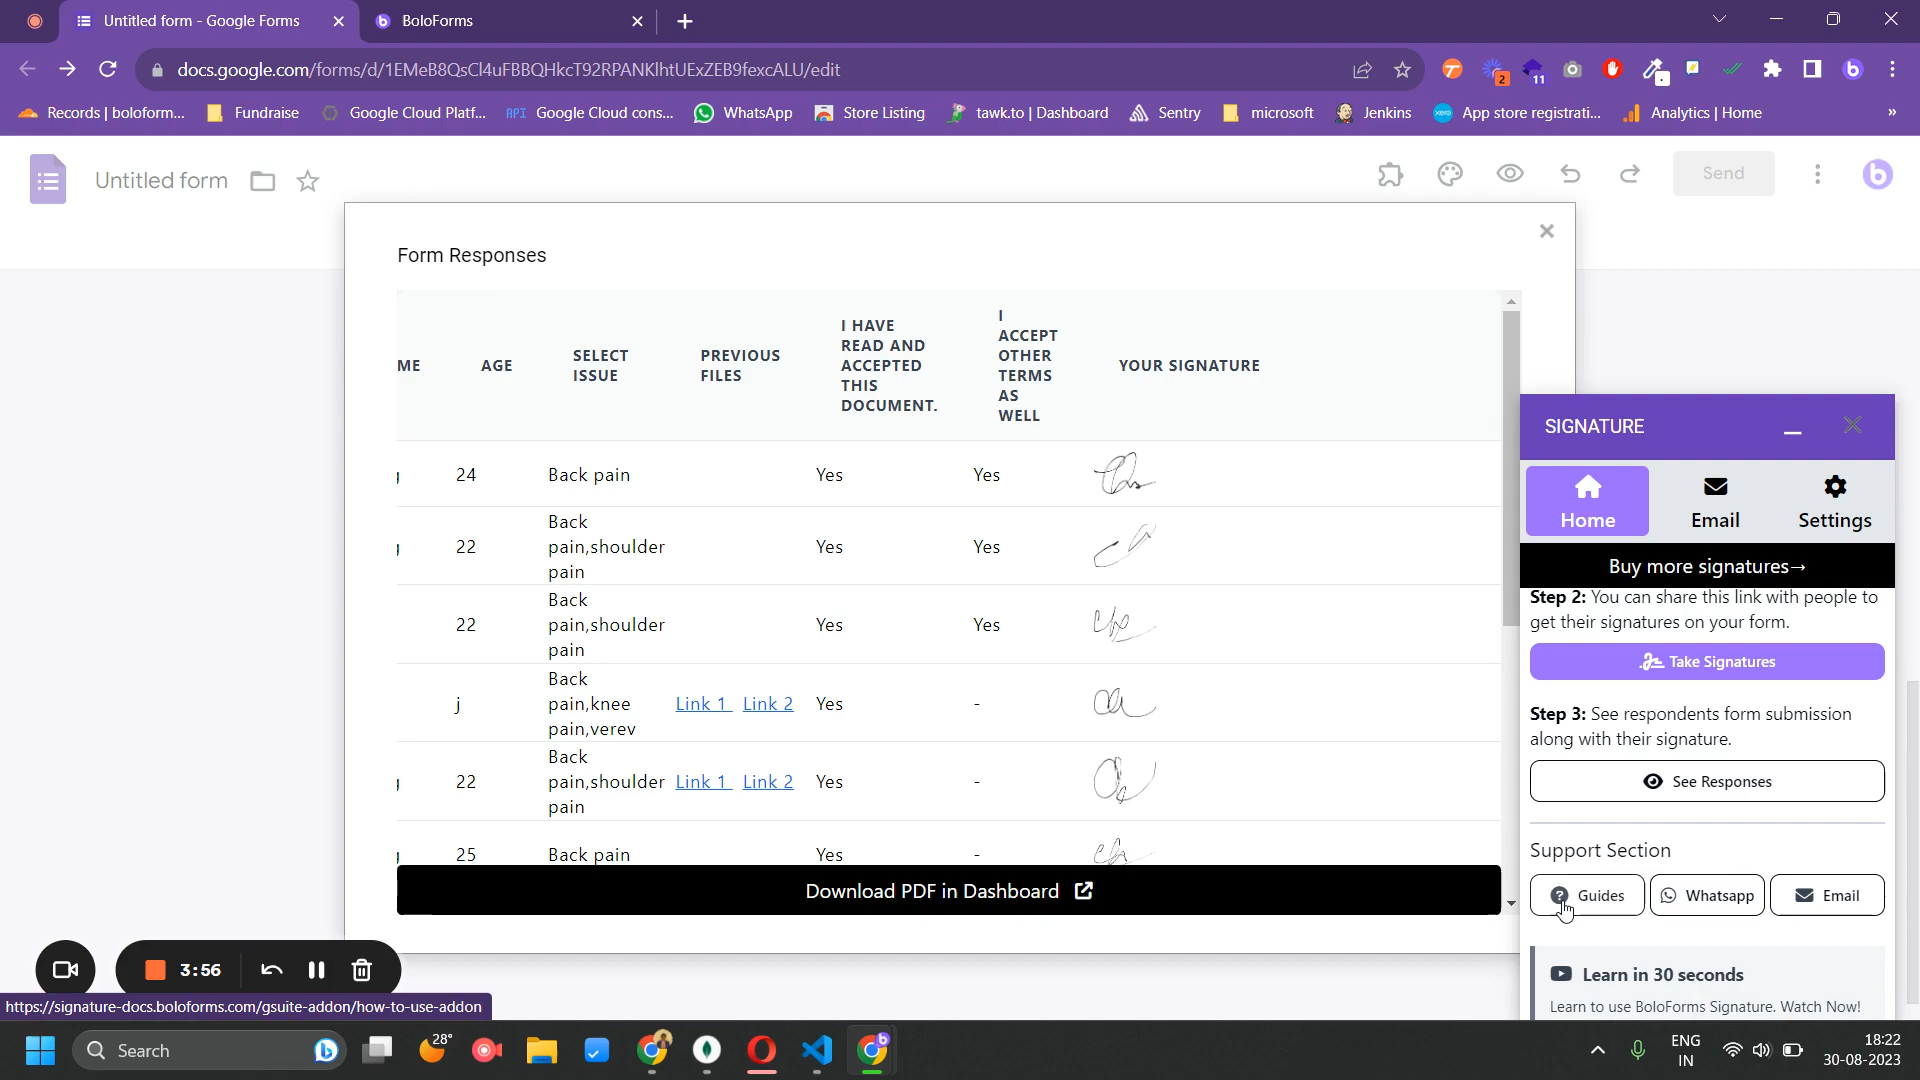 Untitled form - Google Forms
BoloForms
docs.google.com/forms/d/1EMeB8QsCl4uFBBQHkcT92RPANKlhtUExZEB9fexcALU/edit
2
11
Records | boloform...
Fundraise
Google Cloud Platf...
API Google Cloud cons...
WhatsApp
Store Listing
tawk.to | Dashboard
Sentry
microsoft
Jenkins
xero App store registrati...
Analytics | Home
»
Untitled form
Send
Form Responses
ME
AGE
SELECT
ISSUE
PREVIOUS
FILES
I HAVE
READ AND
ACCEPTED
THIS
DOCUMENT.
I
ACCEPT
OTHER
TERMS
AS
WELL
YOUR SIGNATURE
24
Back pain
Yes
Yes
22
Back
pain,shoulder
pain
Yes
Yes
22
Back
pain,shoulder
pain
Yes
Yes
j
Back
pain,knee
pain,verev
Link 1 Link 2
Yes
-
22
Back
pain,shoulder
pain
Link 1 Link 2
Yes
-
25
Back pain
Yes
-
Download PDF in Dashboard
SIGNATURE
Home
Email
Settings
Buy more signatures→
Step 2: You can share this link with people to
get their signatures on your form.
Take Signatures
Step 3: See respondents form submission
along with their signature.
See Responses
Support Section
Guides
Whatsapp
Email
Learn in 30 seconds
Learn to use BoloForms Signature. Watch Now!
3:56
https://signature-docs.boloforms.com/gsuite-addon/how-to-use-addon
Search
28°
ENG
IN
18:22
30-08-2023